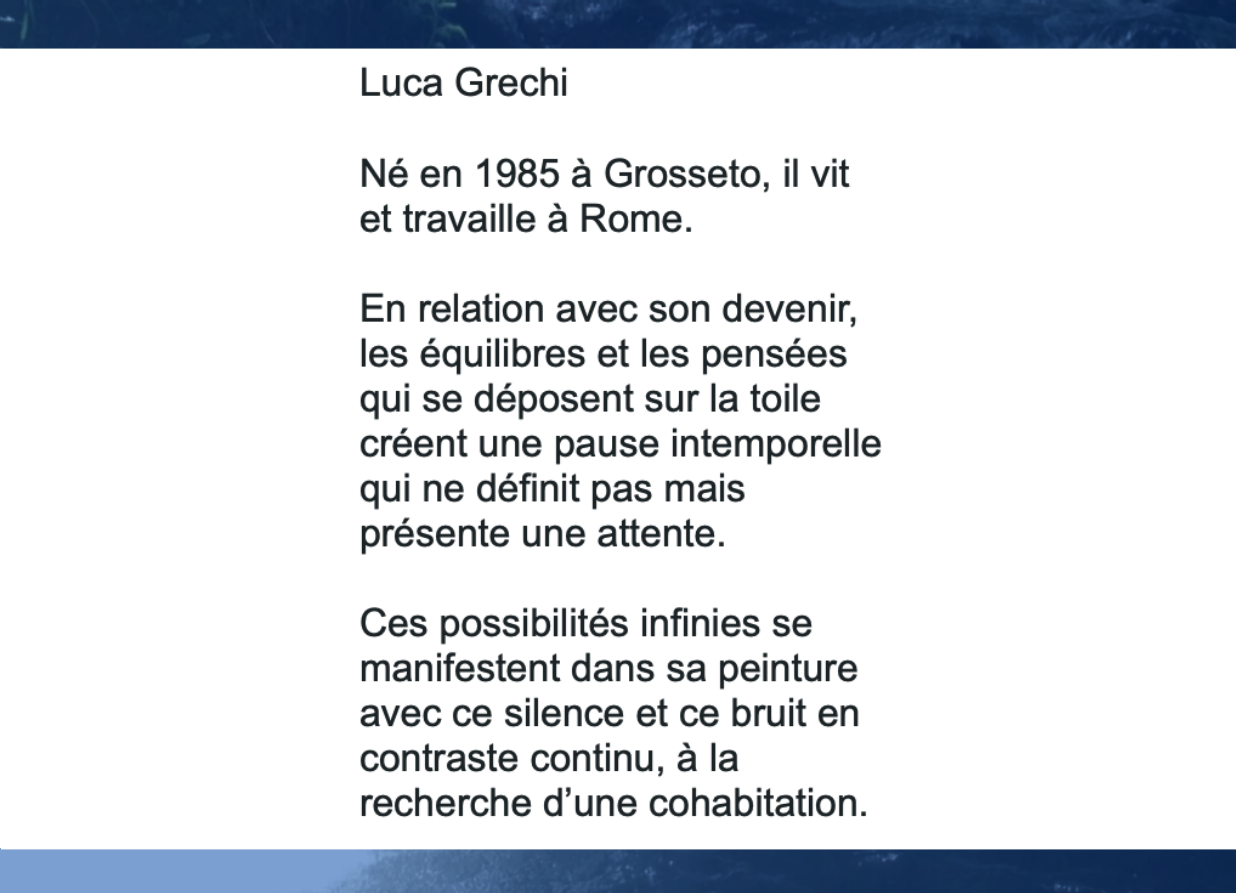 Luca Grechi
Né en 1985 à Grosseto, il vit
et travaille à Rome.
En relation avec son devenir,
les équilibres et les pensées
qui se déposent sur la toile
créent une pause intemporelle
qui ne définit pas mais
présente une attente.
Ces possibilités infinies se
manifestent dans sa peinture
avec ce silence et ce bruit en
contraste continu, à la
recherche d’une cohabitation.